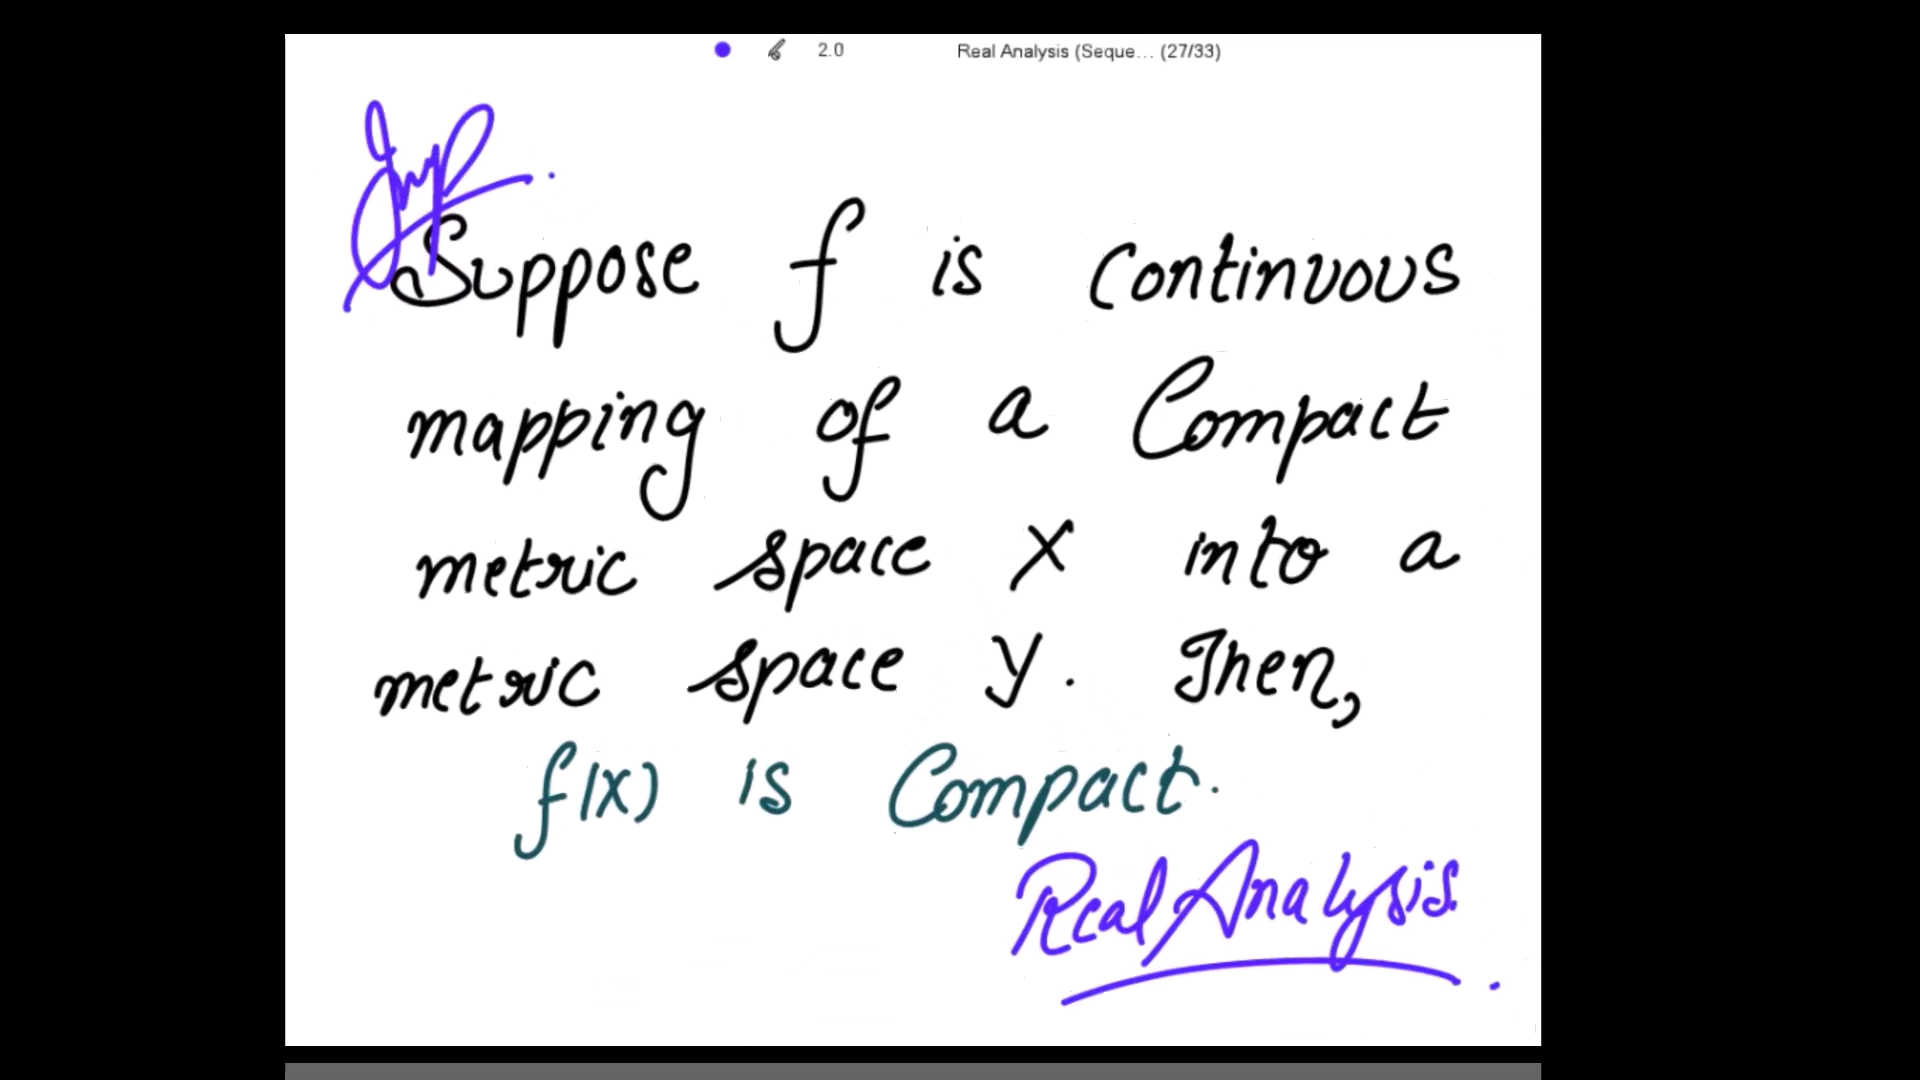 2.0 Real Analysis (Seque... (27/33)
Imp.
Suppose f is continuous
mapping of a Compact
metric space X into a
metric space y. Then,
f(x) is Compact.
Real Analysis.